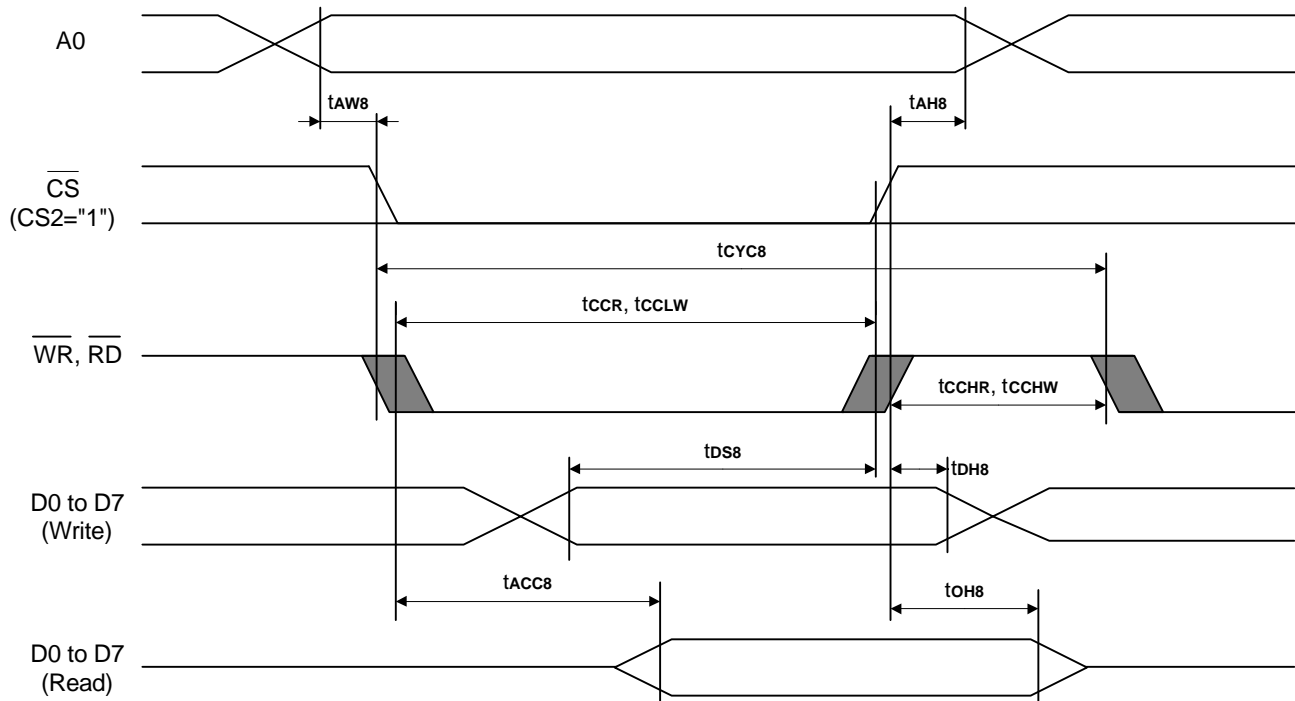 A0
tAW8
tAH8
CS
(CS2="1")
tCYC8
tCCR, tCCLW
WR, RD
tCCHR, tCCHW
tDS8
tDH8
D0 to D7
(Write)
tACC8
tOH8
D0 to D7
(Read)